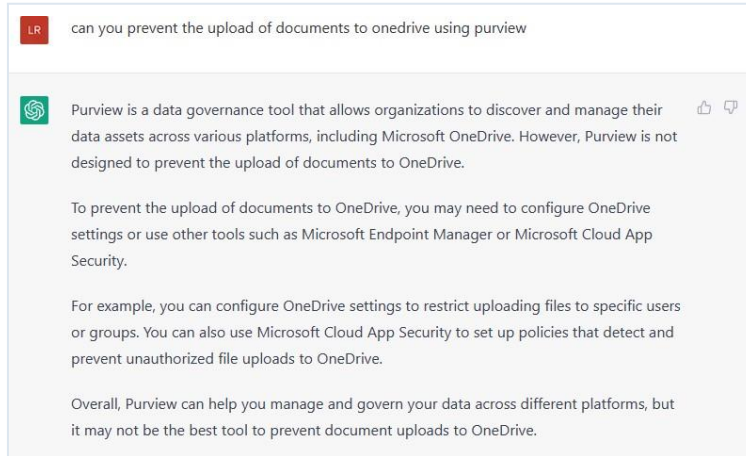 LR
can you prevent the upload of documents to onedrive using purview
Purview is a data governance tool that allows organizations to discover and manage their
data assets across various platforms, including Microsoft OneDrive. However, Purview is not
designed to prevent the upload of documents to OneDrive.
To prevent the upload of documents to OneDrive, you may need to configure OneDrive
settings or use other tools such as Microsoft Endpoint Manager or Microsoft Cloud App
Security.
For example, you can configure OneDrive settings to restrict uploading files to specific users
or groups. You can also use Microsoft Cloud App Security to set up policies that detect and
prevent unauthorized file uploads to OneDrive.
Overall, Purview can help you manage and govern your data across different platforms, but
it may not be the best tool to prevent document uploads to OneDrive.